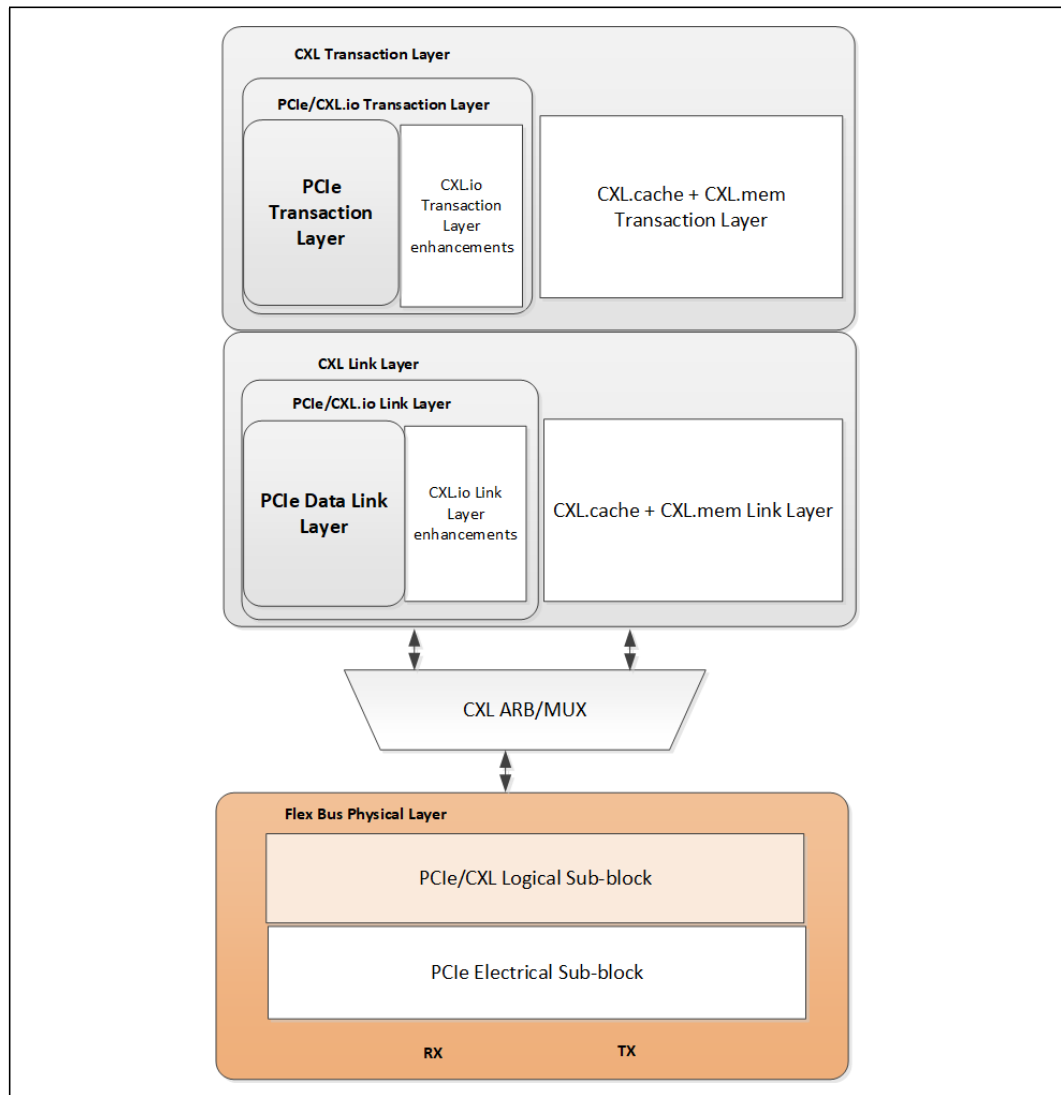 CXL Transaction Layer
PCIe/CXL.io Transaction Layer
PCIe
Transaction
Layer
CXL.io
Transaction
Layer
enhancements
CXL.cache + CXL.mem
Transaction Layer
CXL Link Layer
PCIe/CXL.io Link Layer
PCIe Data Link
Layer
CXL.io Link
Layer
enhancements
CXL.cache + CXL.mem Link Layer
CXL ARB/MUX
Flex Bus Physical Layer
PCIe/CXL Logical Sub-block
PCIe Electrical Sub-block
RX
TX